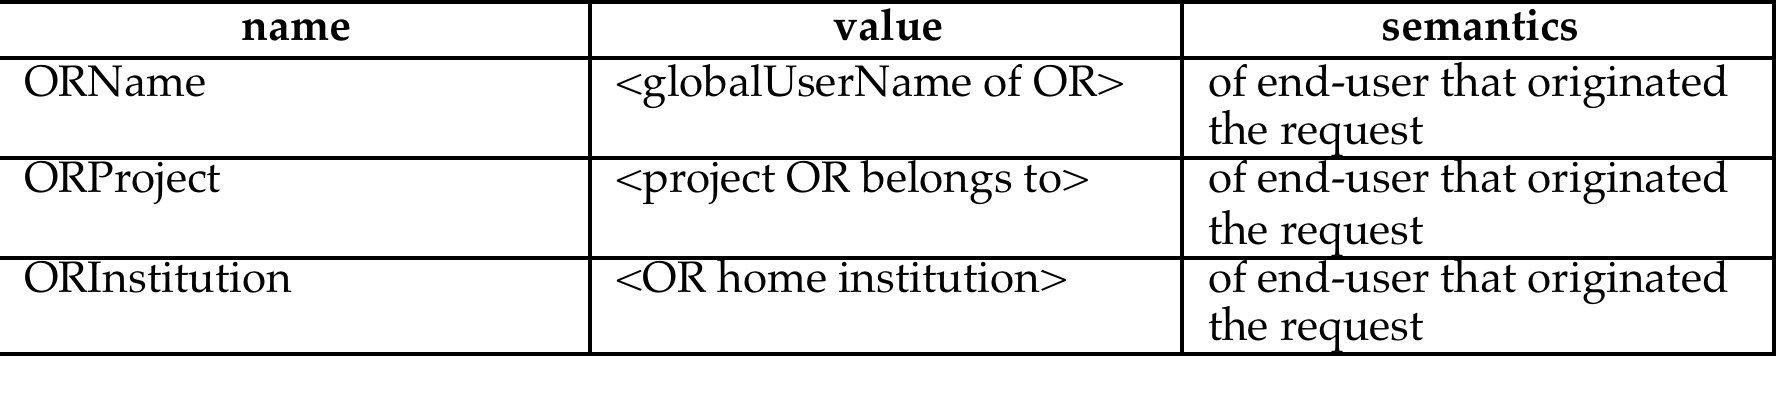 name value semantics
ORName <globalUserName of OR> of end-user that originated
the request
ORProject <project OR belongs to> of end-user that originated
the request
ORInstitution <OR home institution> of end-user that originated
the request